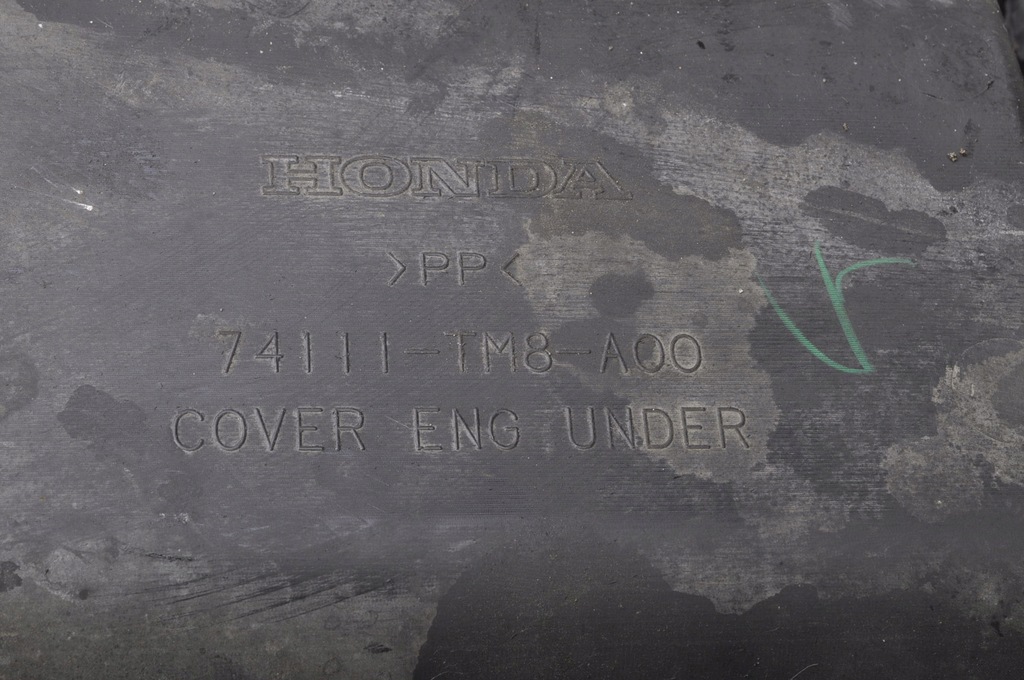 HONDA
>PP<
74111-TM8-A00
COVER ENG UNDER